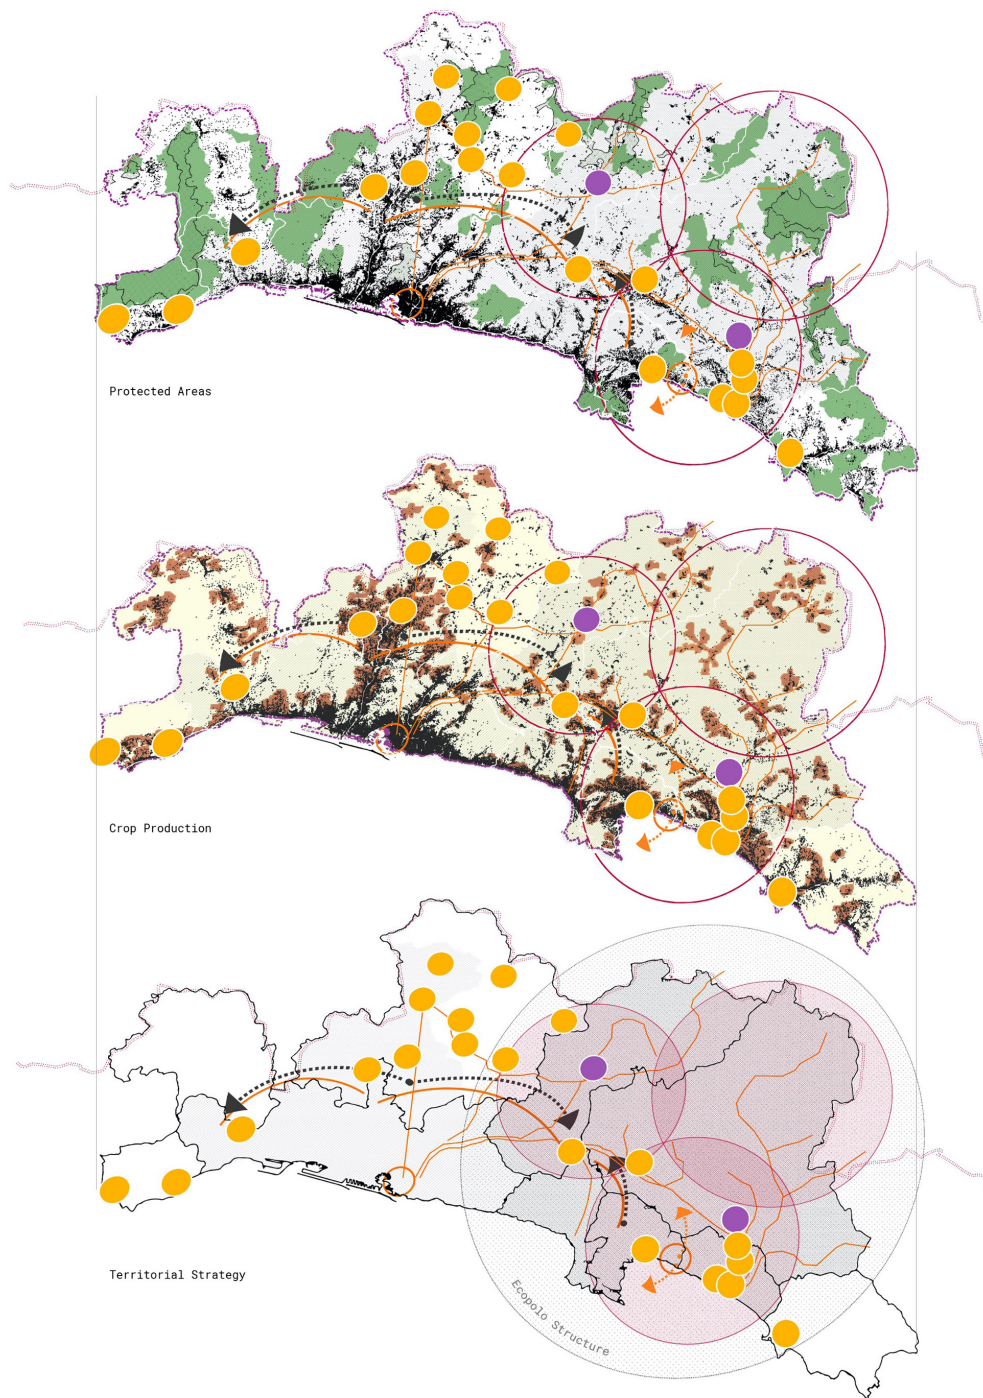 Protected Areas
Crop Production
Territorial Strategy
Ecopolo Structure